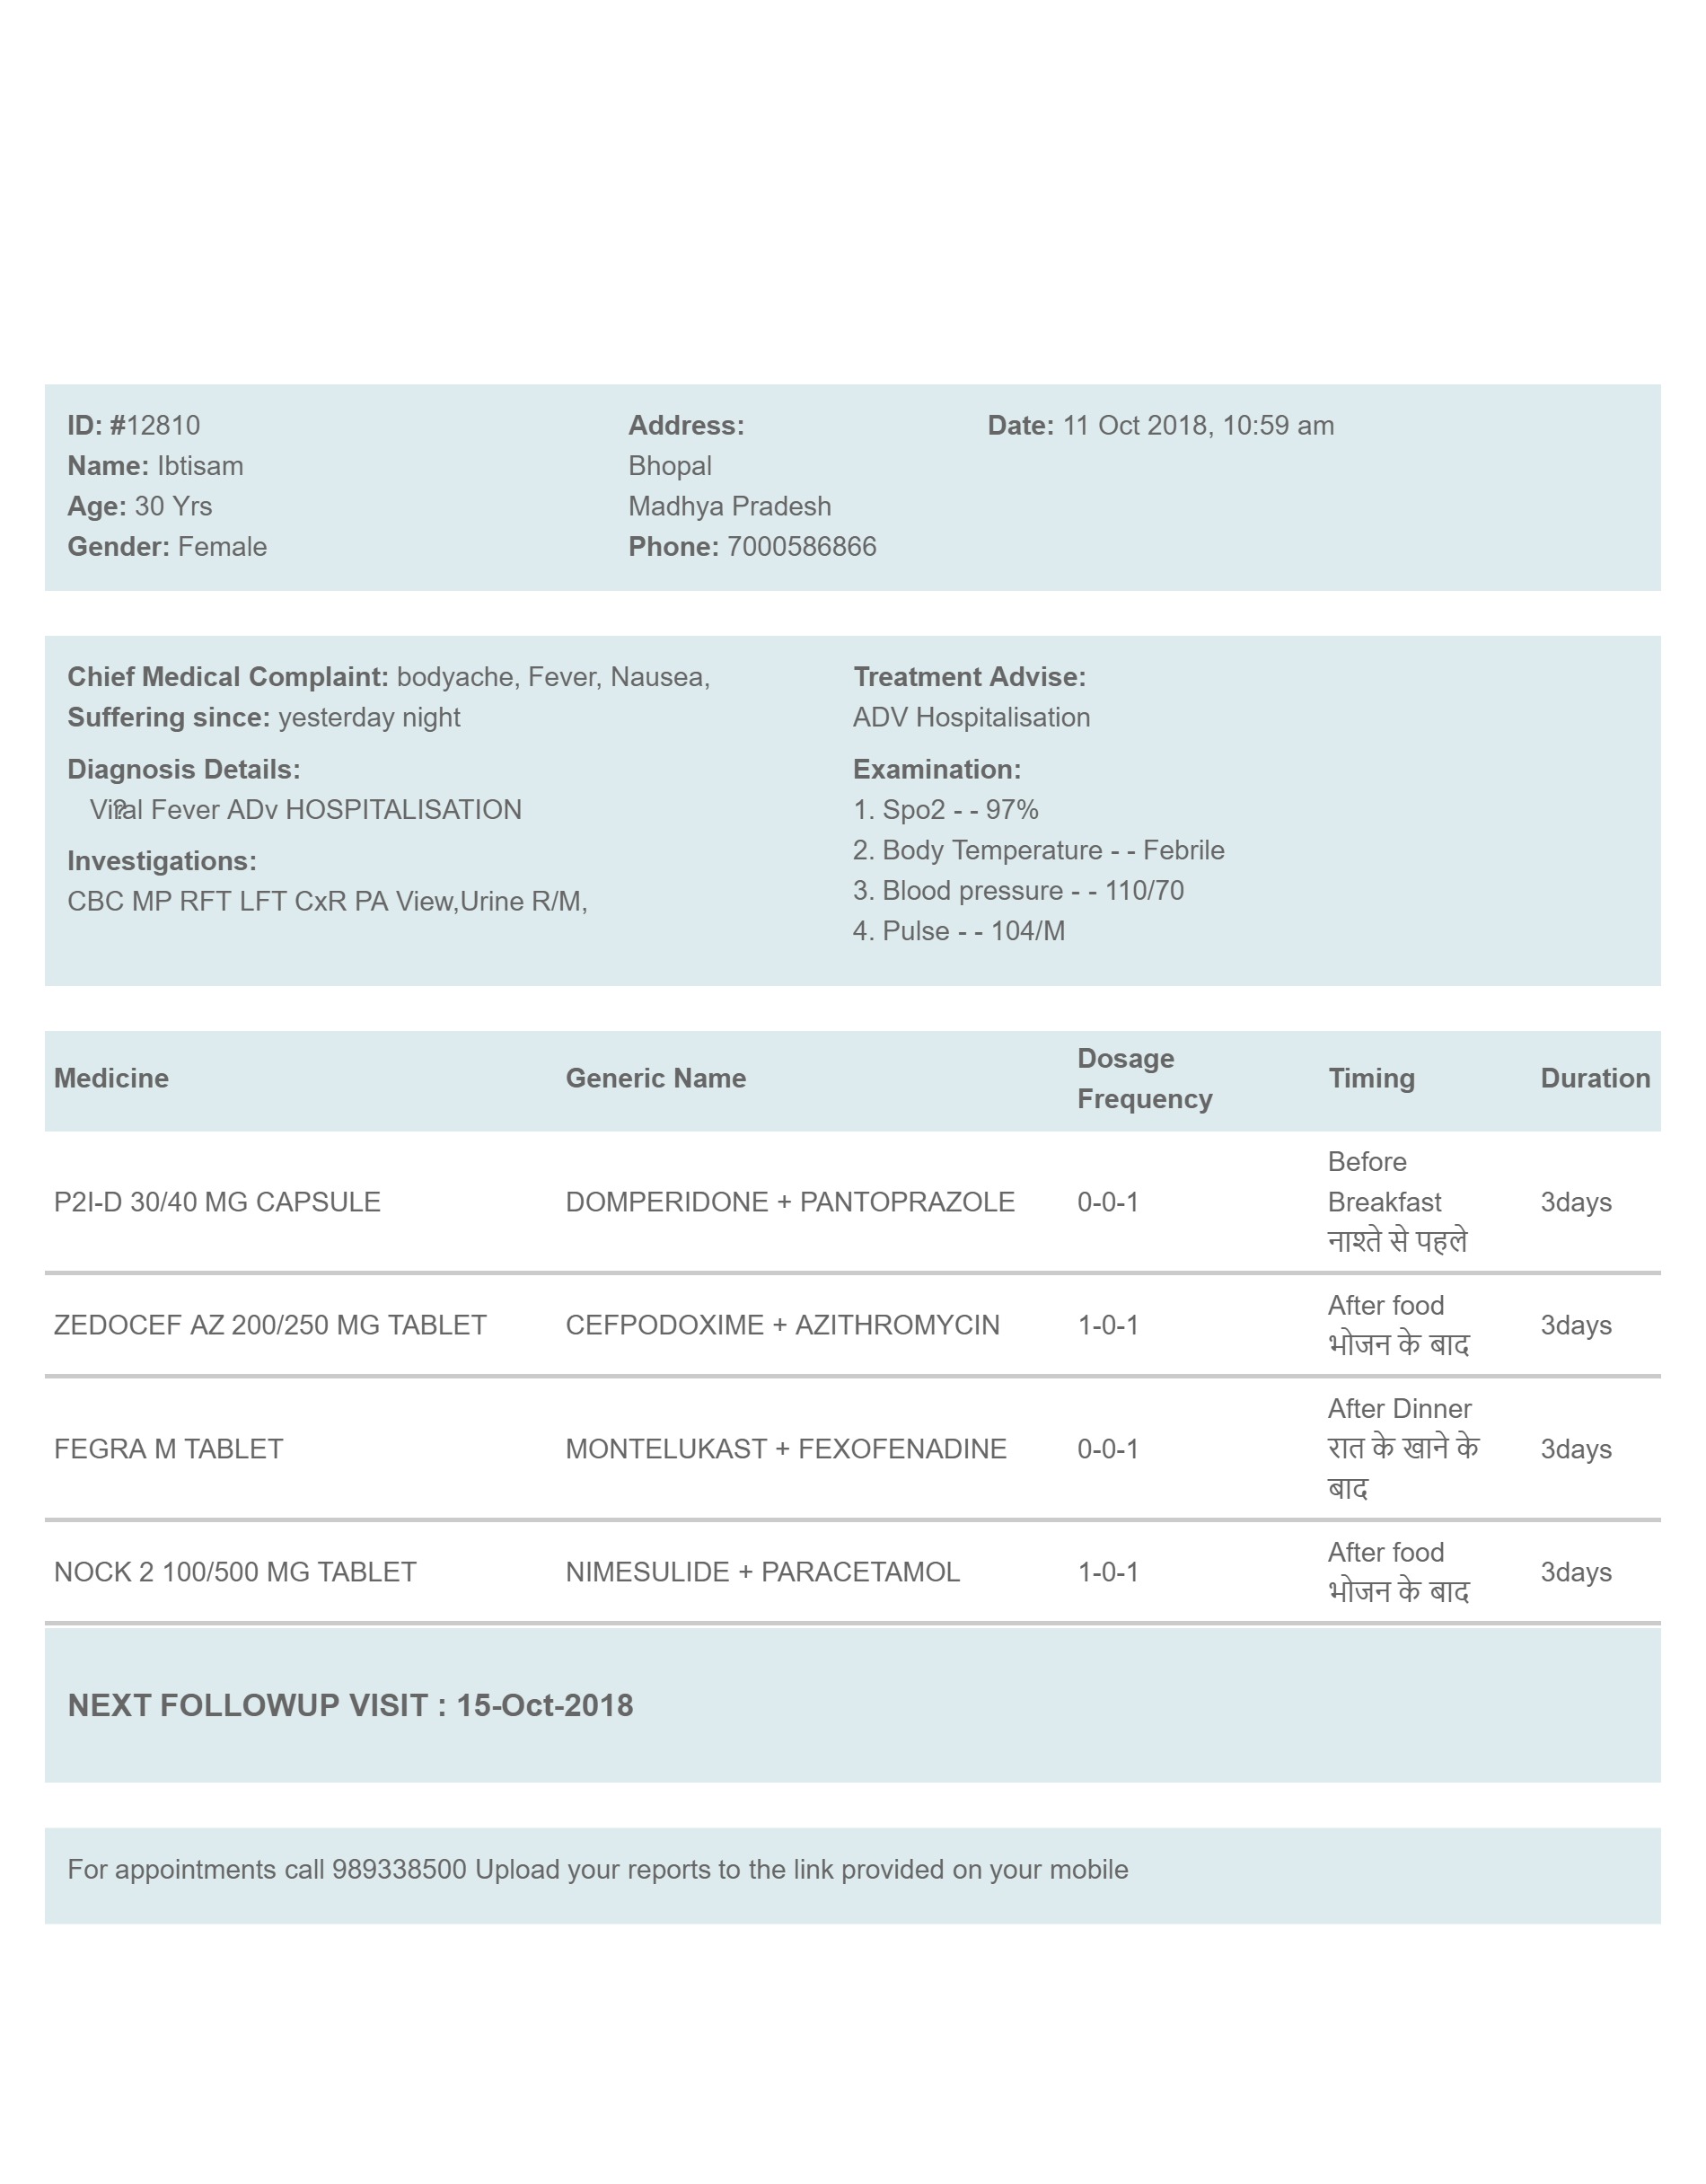 ID: #12810
Name: Ibtisam
Age: 30 Yrs
Gender: Female
Address:
Bhopal
Madhya Pradesh
Phone: 7000586866
Date: 11 Oct 2018, 10:59 am
Chief Medical Complaint: bodyache, Fever, Nausea,
Suffering since: yesterday night
Diagnosis Details:
? Viral Fever ADv HOSPITALISATION
Investigations:
CBC MP RFT LFT CxR PA View,Urine R/M,
Treatment Advise:
ADV Hospitalisation
Examination:
1. Spo2 - - 97%
2. Body Temperature - - Febrile
3. Blood pressure - - 110/70
4. Pulse - - 104/M
Medicine Generic Name Dosage Frequency Timing Duration
P2I-D 30/40 MG CAPSULE DOMPERIDONE + PANTOPRAZOLE 0-0-1 Before Breakfast नाश्ते से पहले 3days
ZEDOCEF AZ 200/250 MG TABLET CEFPODOXIME + AZITHROMYCIN 1-0-1 After food भोजन के बाद 3days
FEGRA M TABLET MONTELUKAST + FEXOFENADINE 0-0-1 After Dinner रात के खाने के बाद 3days
NOCK 2 100/500 MG TABLET NIMESULIDE + PARACETAMOL 1-0-1 After food भोजन के बाद 3days
NEXT FOLLOWUP VISIT : 15-Oct-2018
For appointments call 989338500 Upload your reports to the link provided on your mobile